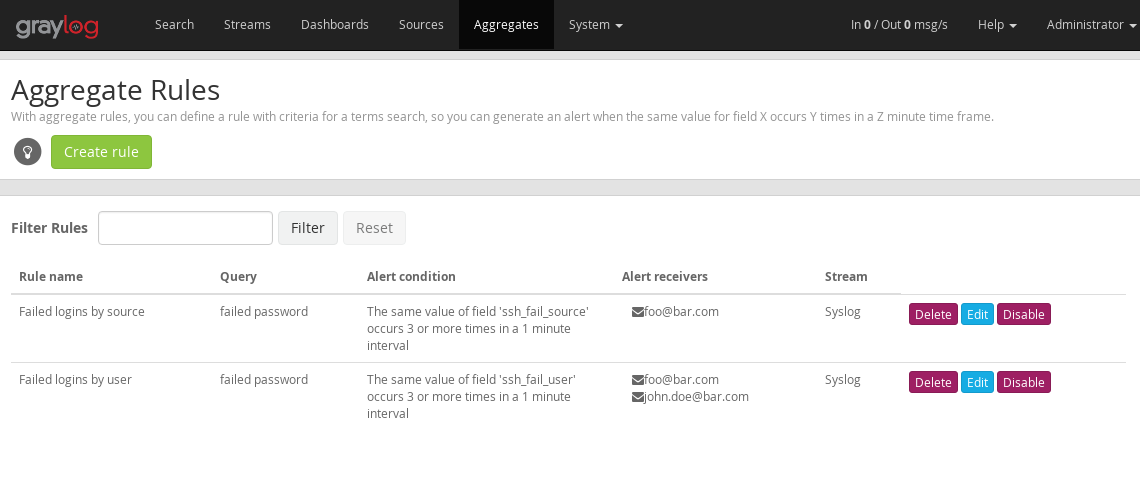 graylog Search Streams Dashboards Sources Aggregates System In 0 / Out 0 msg/s Help Administrator
Aggregate Rules
With aggregate rules, you can define a rule with criteria for a terms search, so you can generate an alert when the same value for field X occurs Y times in a Z minute time frame.
Create rule
Filter Rules Filter Reset
Rule name Query Alert condition Alert receivers Stream
Failed logins by source failed password The same value of field 'ssh_fail_source' foo@bar.com Syslog Delete Edit Disable
occurs 3 or more times in a 1 minute
interval
Failed logins by user failed password The same value of field 'ssh_fail_user' foo@bar.com Syslog Delete Edit Disable
occurs 3 or more times in a 1 minute john.doe@bar.com
interval